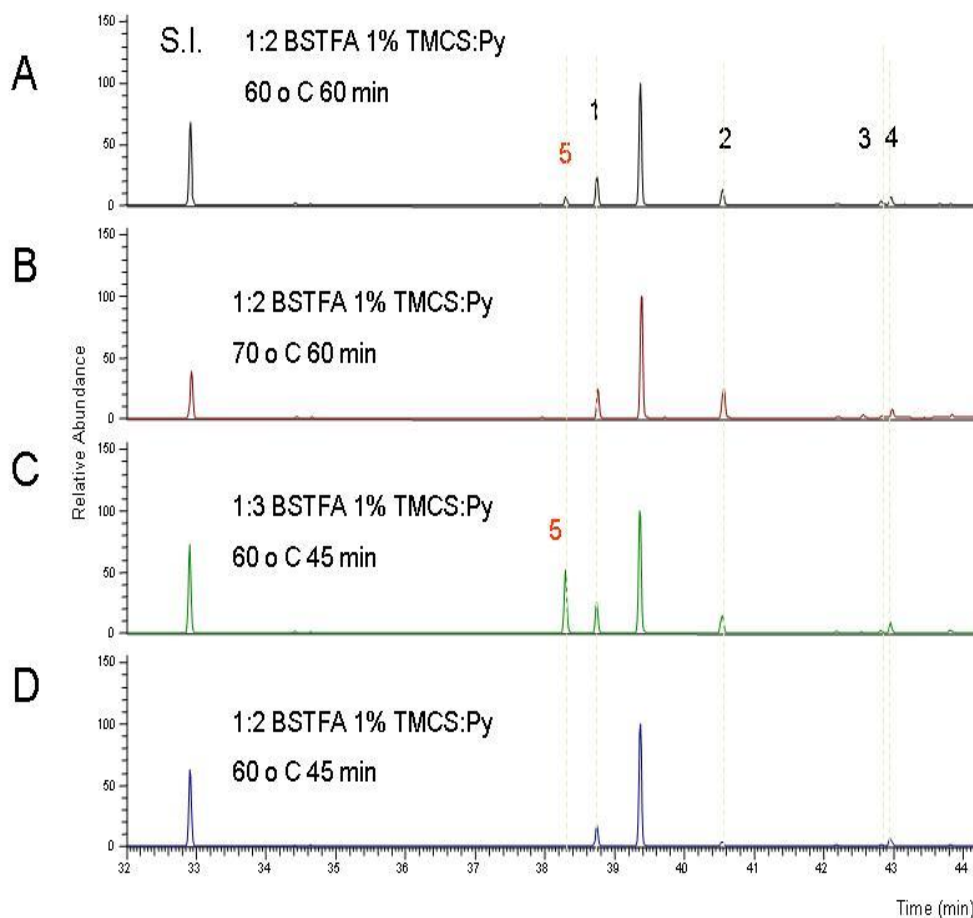 A
S.I.
1:2 BSTFA 1% TMCS:Py
60 o C 60 min
5
1
2
3
4
150
100
50
0
B
1:2 BSTFA 1% TMCS:Py
70 o C 60 min
150
100
50
0
Relative Abundance
C
1:3 BSTFA 1% TMCS:Py
60 o C 45 min
5
150
100
50
0
D
1:2 BSTFA 1% TMCS:Py
60 o C 45 min
150
100
50
0
32 33 34 35 36 37 38 39 40 41 42 43 44
Time (min)